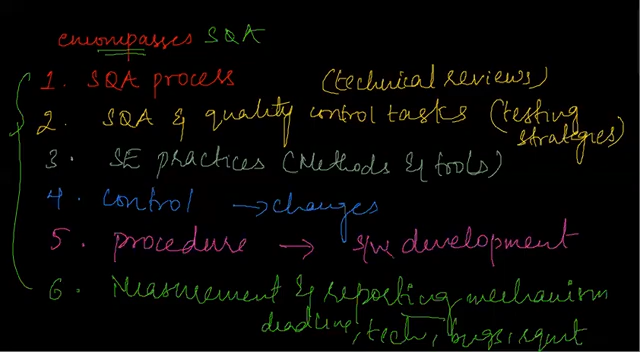 encompasses SQA
1. SQA process (technical reviews)
2. SQA & quality control tasks (testing strategies)
3. SE practices (Methods & tools)
4. control → changes
5. procedure → s/w development
6. Measurement & reporting mechanism
deadline, tech, bugs,